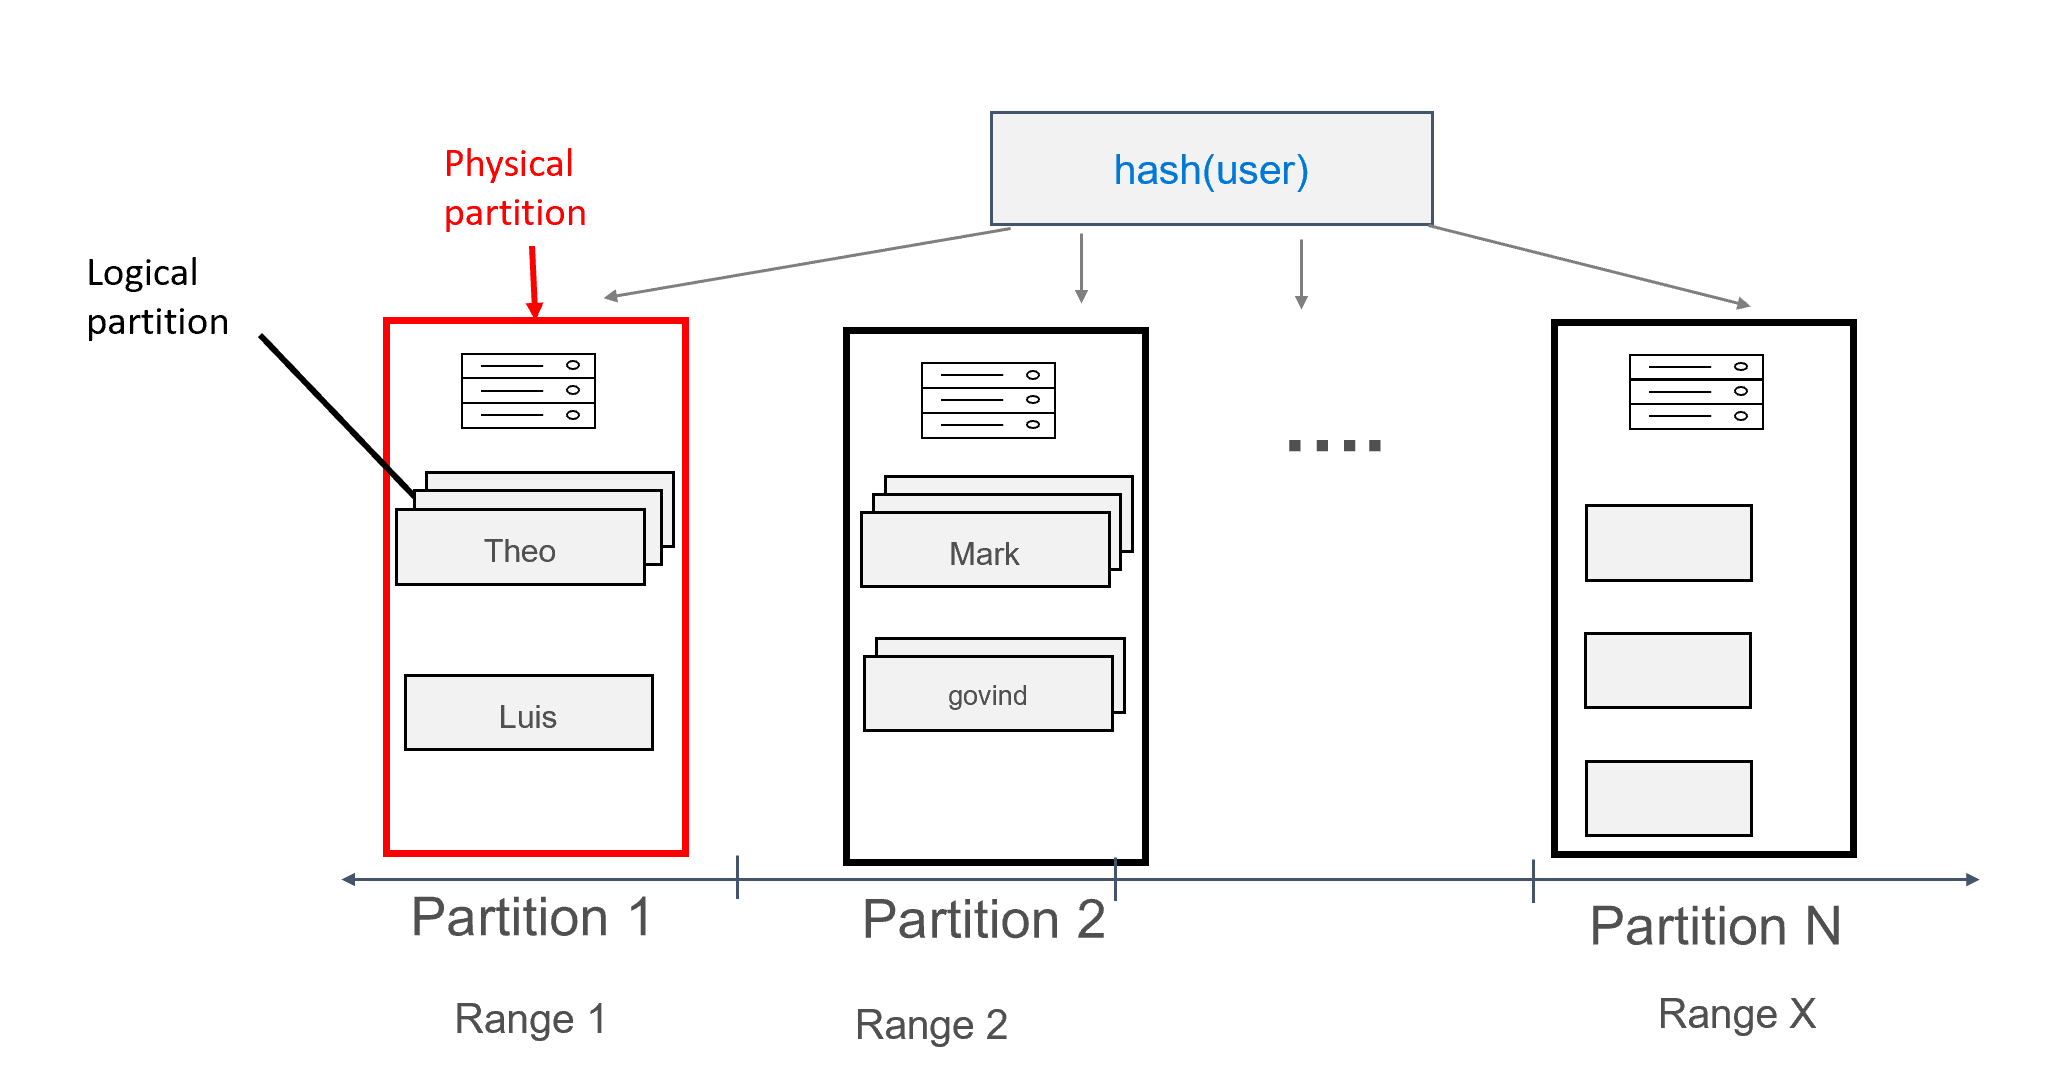 hash(user)
Physical
partition
Logical
partition
Theo
Luis
Mark
govind
Partition 1
Partition 2
Partition N
Range 1
Range 2
Range X